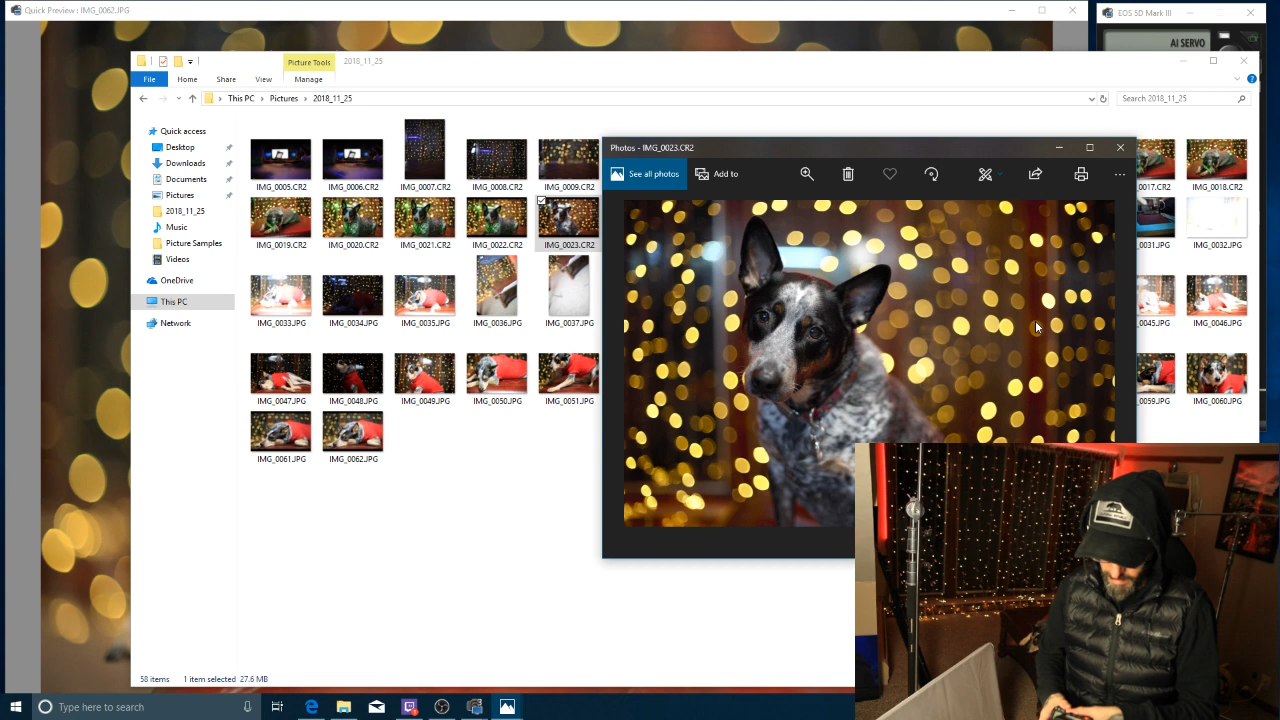 Quick Preview : IMG_0062.JPG
EOS 5D Mark III
AI SERVO
Picture Tools
2018_11_25
File
Home
Share
View
Manage
This PC
Pictures
2018_11_25
Search 2018_11_25
Quick access
Desktop
Downloads
Documents
Pictures
2018_11_25
Music
Picture Samples
Videos
OneDrive
This PC
Network
IMG_0005.CR2
IMG_0006.CR2
IMG_0007.CR2
IMG_0008.CR2
IMG_0009.CR2
0017.CR2
IMG_0018.CR2
IMG_0019.CR2
IMG_0020.CR2
IMG_0021.CR2
IMG_0022.CR2
IMG_0023.CR2
0031.JPG
IMG_0032.JPG
IMG_0033.JPG
IMG_0034.JPG
IMG_0035.JPG
IMG_0036.JPG
IMG_0037.JPG
0045.JPG
IMG_0046.JPG
IMG_0047.JPG
IMG_0048.JPG
IMG_0049.JPG
IMG_0050.JPG
IMG_0051.JPG
0059.JPG
IMG_0060.JPG
IMG_0061.JPG
IMG_0062.JPG
Photos - IMG_0023.CR2
See all photos
Add to
58 items
1 item selected 27.6 MB
Type here to search